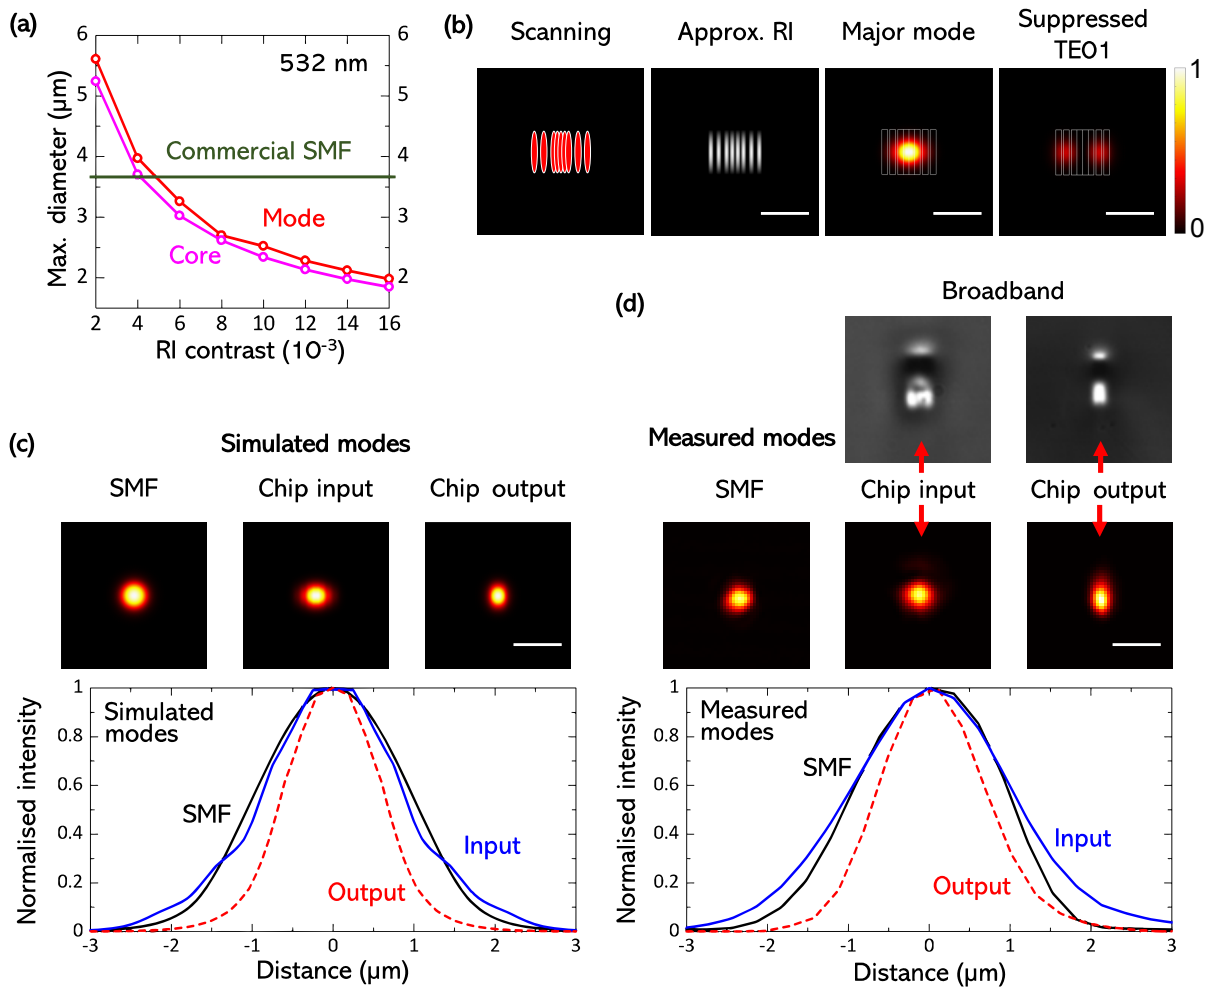 (a)
6
5
4
3
2
6
5
4
3
2
532 nm
Commercial SMF
Mode
Core
Max. diameter (μm)
2 4 6 8 10 12 14 16
RI contrast (10-3)
(b)
Scanning
Approx. RI
Major mode
Suppressed
TE01
1
0
(c)
Simulated modes
SMF
Chip input
Chip output
1
0.8
0.6
0.4
0.2
0
Simulated
modes
SMF
Input
Output
Normalised intensity
-3 -2 -1 0 1 2 3
Distance (μm)
(d)
Broadband
Measured modes
SMF
Chip input
Chip output
1
0.8
0.6
0.4
0.2
0
Measured
modes
SMF
Input
Output
Normalised intensity
-3 -2 -1 0 1 2 3
Distance (μm)